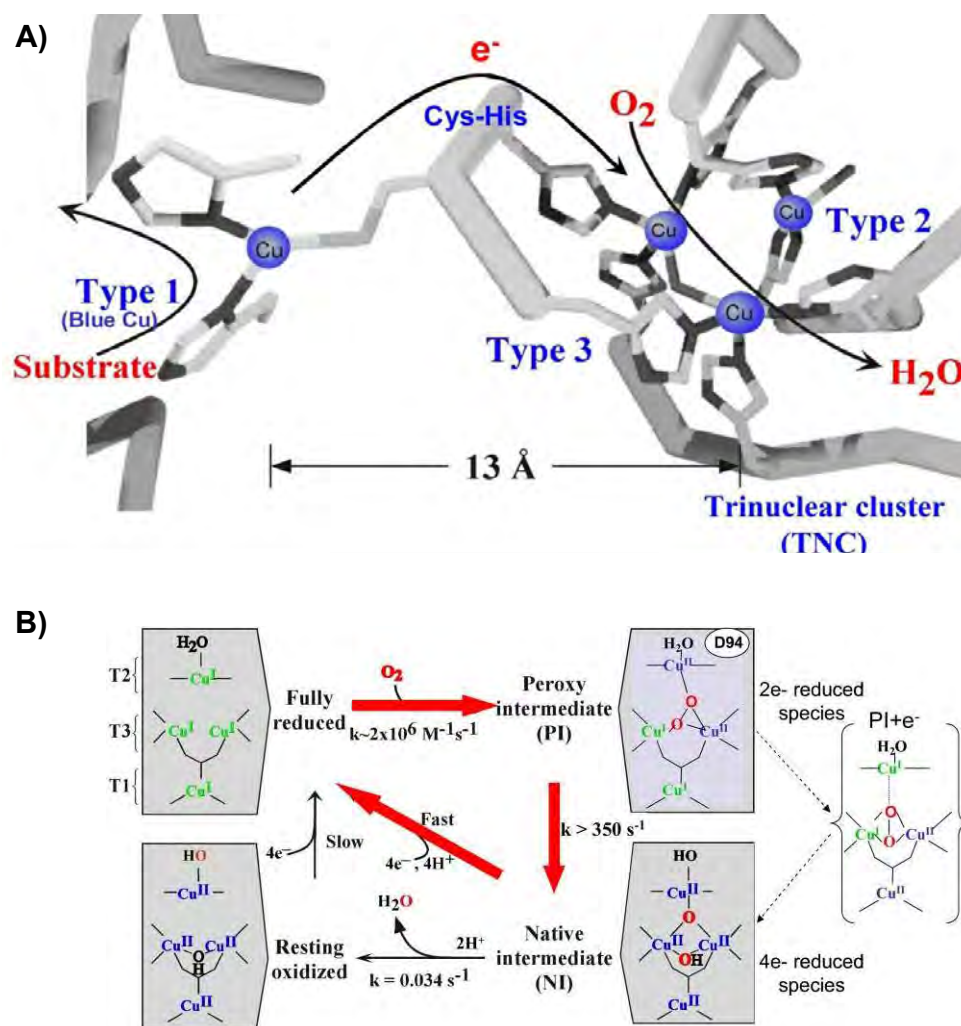 A)
e-
Cys-His
O2
Cu
Cu
Cu
Cu
Type 2
Type 1
(Blue Cu)
Substrate
Type 3
H2O
13 Å
Trinuclear cluster
(TNC)
B)
H2O
T2
CuI
T3
CuI
CuI
T1
CuI
Fully
reduced
O2
k~2x10^6 M-1s-1
Peroxy
intermediate
(PI)
H2O
D94
CuII
O
O
CuI
CuII
CuI
2e- reduced
species
PI+e-
H2O
CuI
O
O
CuI
CuII
CuII
k > 350 s-1
Fast
4e-, 4H+
4e-
Slow
HO
CuII
CuII
CuII
O
H
CuII
Resting
oxidized
H2O
2H+
k = 0.034 s-1
Native
intermediate
(NI)
HO
CuII
O
CuII
CuII
OH
CuII
4e- reduced
species